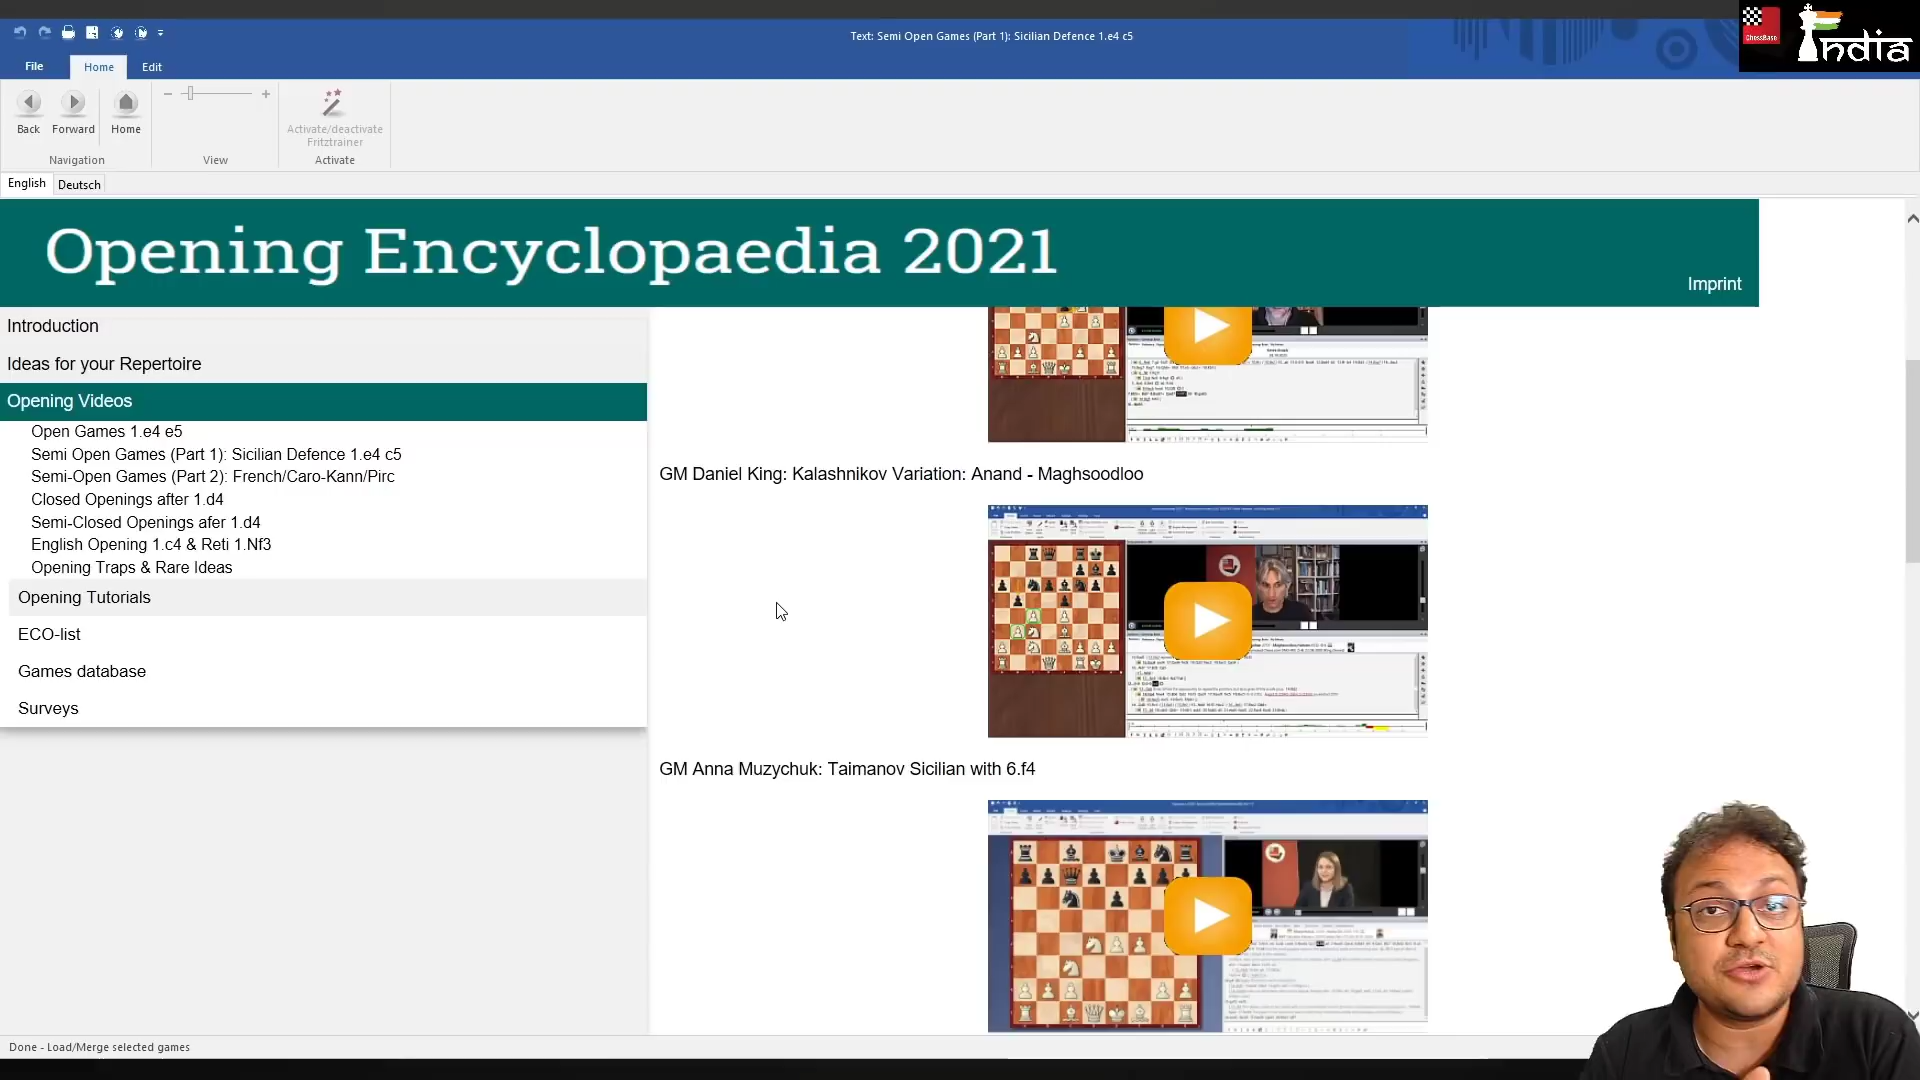 Text: Semi Open Games (Part 1): Sicilian Defence 1.e4 c5
ChessBase
India
File
Home
Edit
Back
Forward
Home
Activate/deactivate
Fritztrainer
Navigation
View
Activate
English
Deutsch
Opening Encyclopaedia 2021
Imprint
Introduction
Ideas for your Repertoire
Opening Videos
Open Games 1.e4 e5
Semi Open Games (Part 1): Sicilian Defence 1.e4 c5
Semi-Open Games (Part 2): French/Caro-Kann/Pirc
Closed Openings after 1.d4
Semi-Closed Openings afer 1.d4
English Opening 1.c4 & Reti 1.Nf3
Opening Traps & Rare Ideas
Opening Tutorials
ECO-list
Games database
Surveys
GM Daniel King: Kalashnikov Variation: Anand - Maghsoodloo
GM Anna Muzychuk: Taimanov Sicilian with 6.f4
Done - Load/Merge selected games